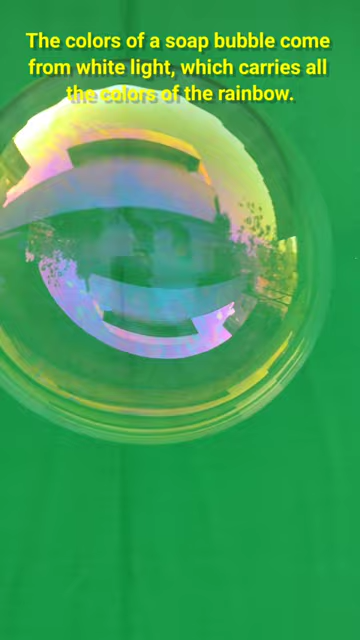 The colors of a soap bubble come
from white light, which carries all
the colors of the rainbow.